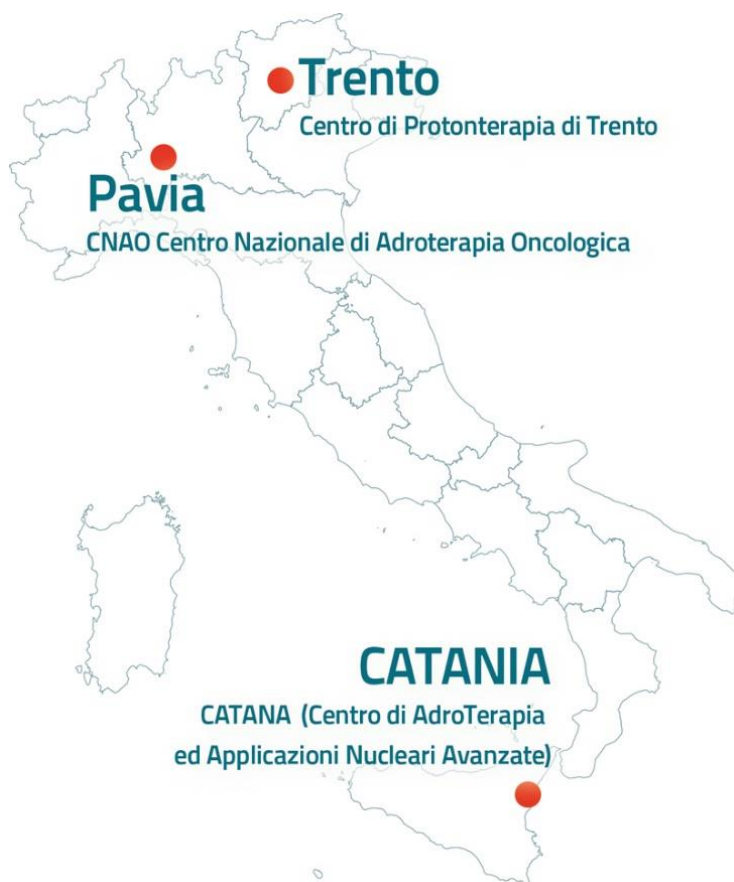 Trento
Centro di Protonterapia di Trento
Pavia
CNAO Centro Nazionale di Adroterapia Oncologica
CATANIA
CATANA (Centro di AdroTerapia
ed Applicazioni Nucleari Avanzate)